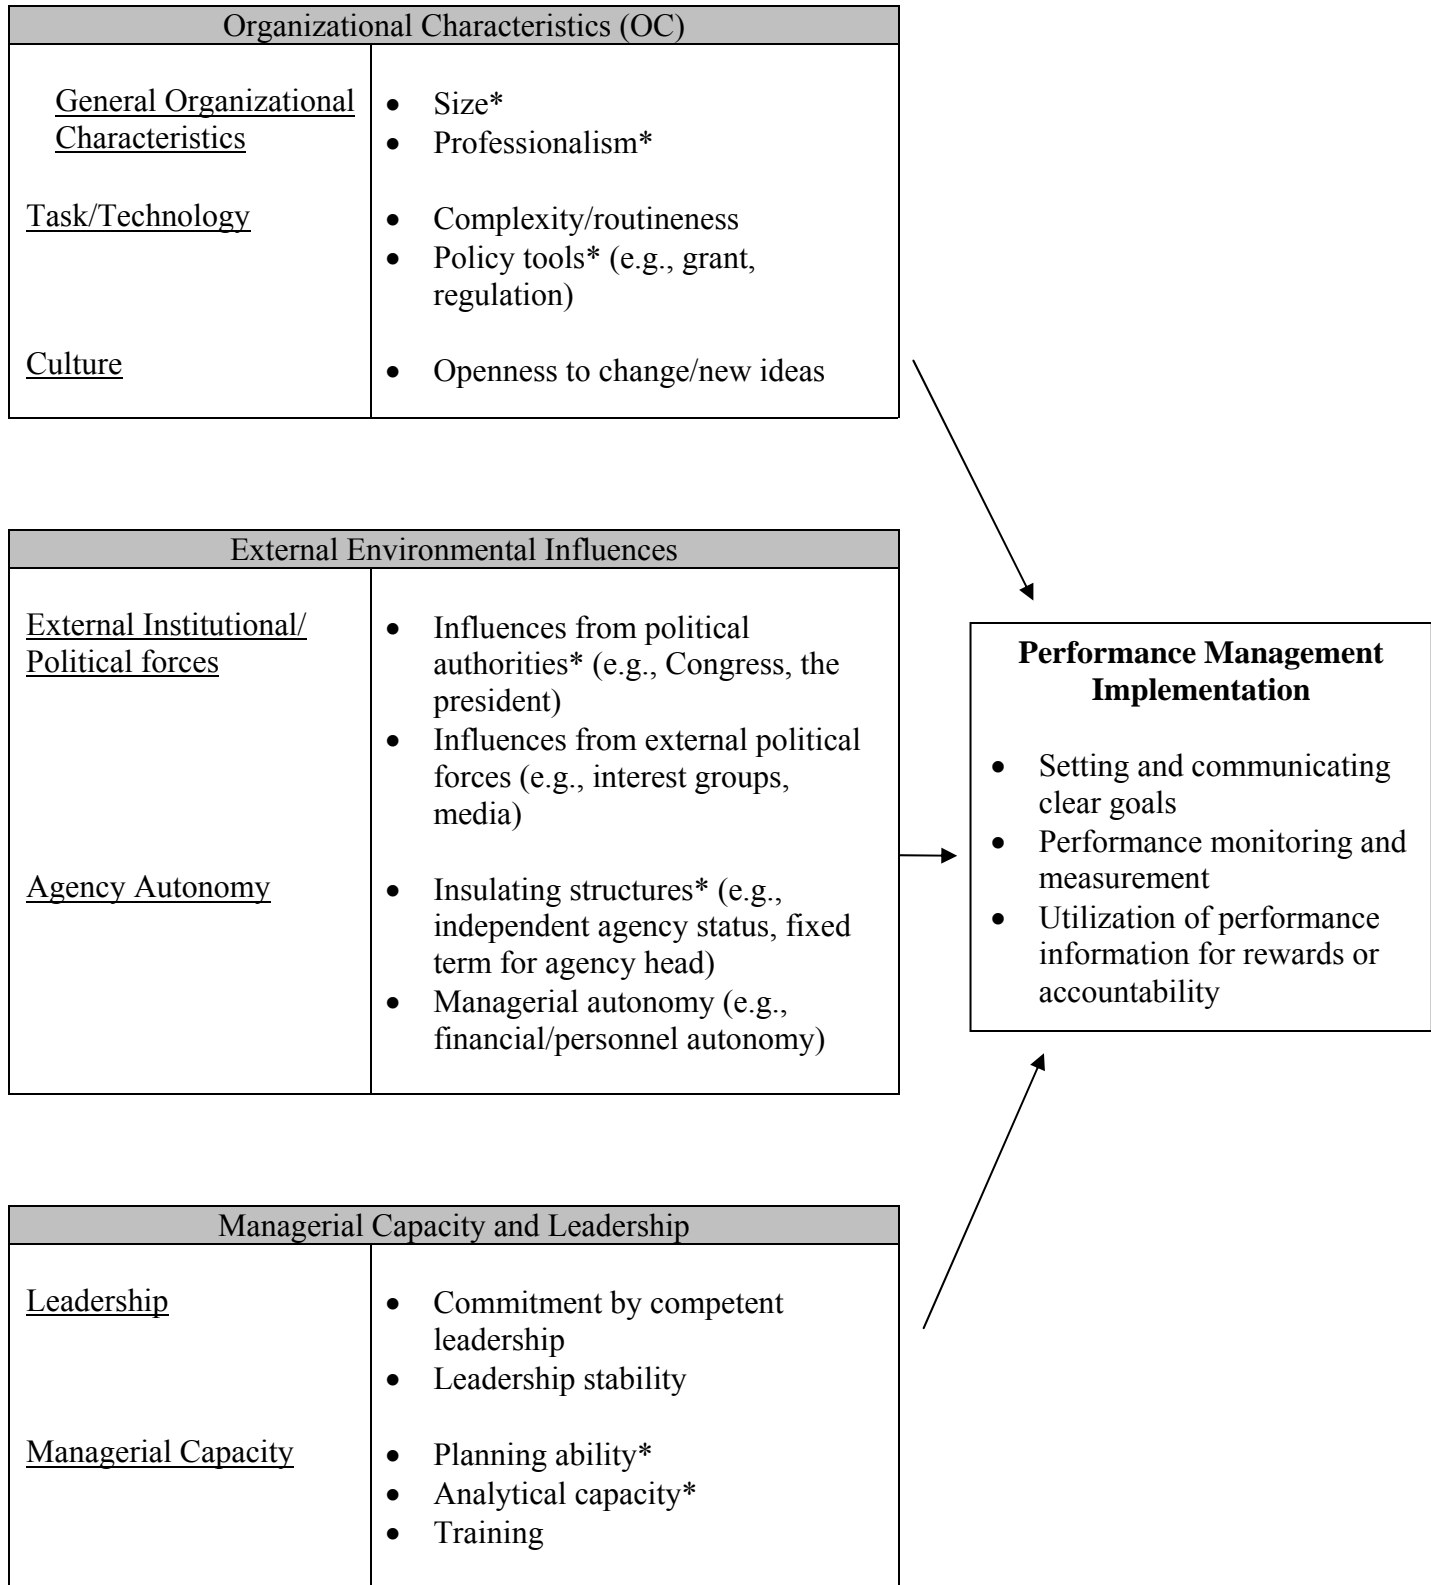 Organizational Characteristics (OC)
General Organizational
Characteristics
• Size*
• Professionalism*
Task/Technology
• Complexity/routineness
• Policy tools* (e.g., grant,
regulation)
Culture
• Openness to change/new ideas
External Environmental Influences
External Institutional/
Political forces
• Influences from political
authorities* (e.g., Congress, the
president)
• Influences from external political
forces (e.g., interest groups,
media)
Agency Autonomy
• Insulating structures* (e.g.,
independent agency status, fixed
term for agency head)
• Managerial autonomy (e.g.,
financial/personnel autonomy)
Managerial Capacity and Leadership
Leadership
• Commitment by competent
leadership
• Leadership stability
Managerial Capacity
• Planning ability*
• Analytical capacity*
• Training
Performance Management
Implementation
• Setting and communicating
clear goals
• Performance monitoring and
measurement
• Utilization of performance
information for rewards or
accountability